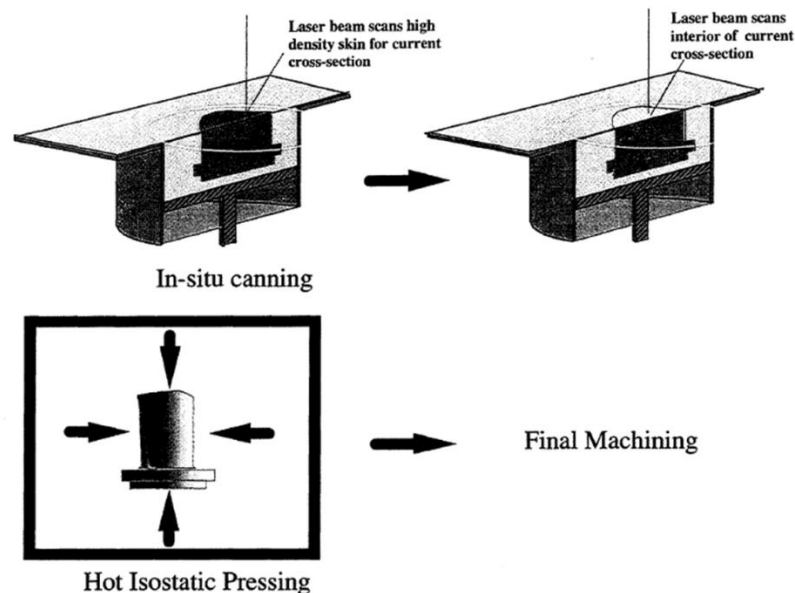 Laser beam scans high
density skin for current
cross-section
Laser beam scans
interior of current
cross-section
In-situ canning
Final Machining
Hot Isostatic Pressing